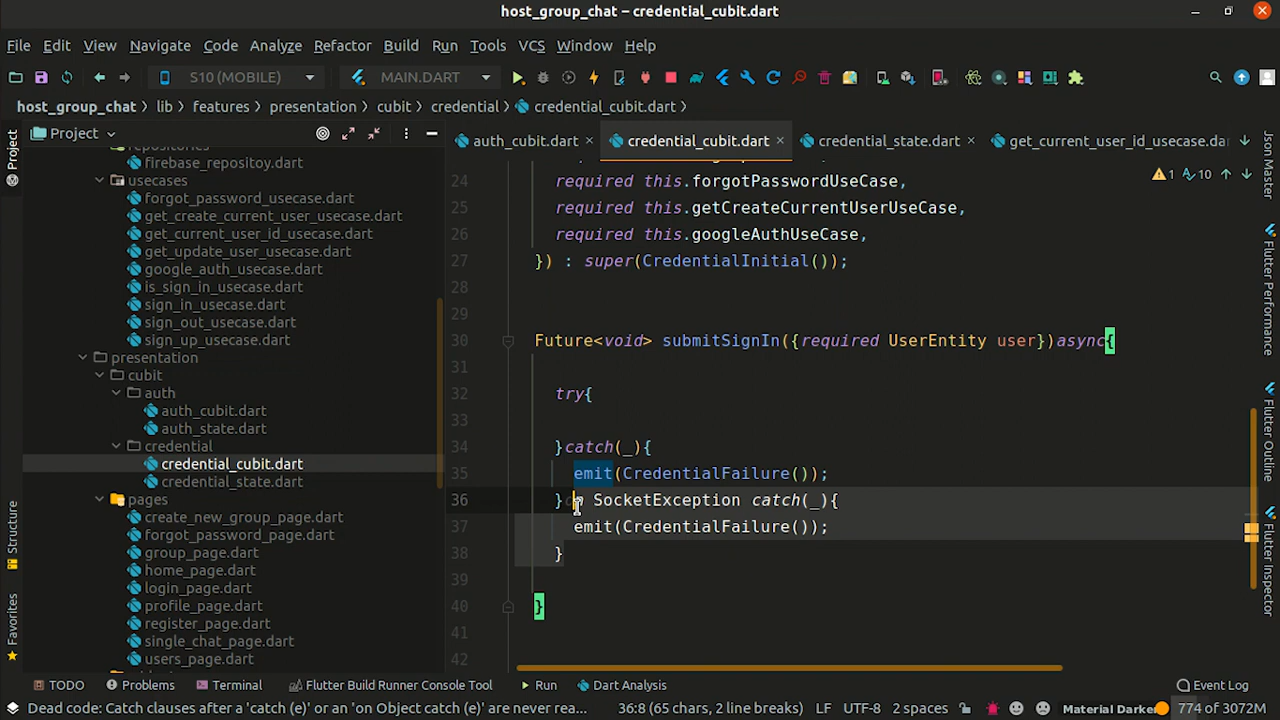 host_group_chat – credential_cubit.dart
File Edit View Navigate Code Analyze Refactor Build Run Tools VCS Window Help
S10 (MOBILE) MAIN.DART
host_group_chat lib features presentation cubit credential credential_cubit.dart
Project
auth_cubit.dart credential_cubit.dart credential_state.dart get_current_user_id_usecase.dart
repositories
firebase_repositoy.dart
usecases
forgot_password_usecase.dart
get_create_current_user_usecase.dart
get_current_user_id_usecase.dart
get_update_user_usecase.dart
google_auth_usecase.dart
is_sign_in_usecase.dart
sign_in_usecase.dart
sign_out_usecase.dart
sign_up_usecase.dart
presentation
cubit
auth
auth_cubit.dart
auth_state.dart
credential
credential_cubit.dart
credential_state.dart
pages
create_new_group_page.dart
forgot_password_page.dart
group_page.dart
home_page.dart
login_page.dart
profile_page.dart
register_page.dart
single_chat_page.dart
users_page.dart
1 10
24 required this.forgotPasswordUseCase,
25 required this.getCreateCurrentUserUseCase,
26 required this.googleAuthUseCase,
27 }) : super(CredentialInitial());
28
29
30 Future<void> submitSignIn({required UserEntity user})async{
31
32 try{
33
34 }catch(_){
35 emit(CredentialFailure());
36 }on SocketException catch(_){
37 emit(CredentialFailure());
38 }
39
40 }
41
42
Project
Structure
Favorites
Json Master
Flutter Performance
Flutter Outline
Flutter Inspector
TODO Problems Terminal Flutter Build Runner Console Tool Run Dart Analysis Event Log
Dead code: Catch clauses after a 'catch (e)' or an 'on Object catch (e)' are never rea... 36:8 (65 chars, 2 line breaks) LF UTF-8 2 spaces Material Darker 774 of 3072M